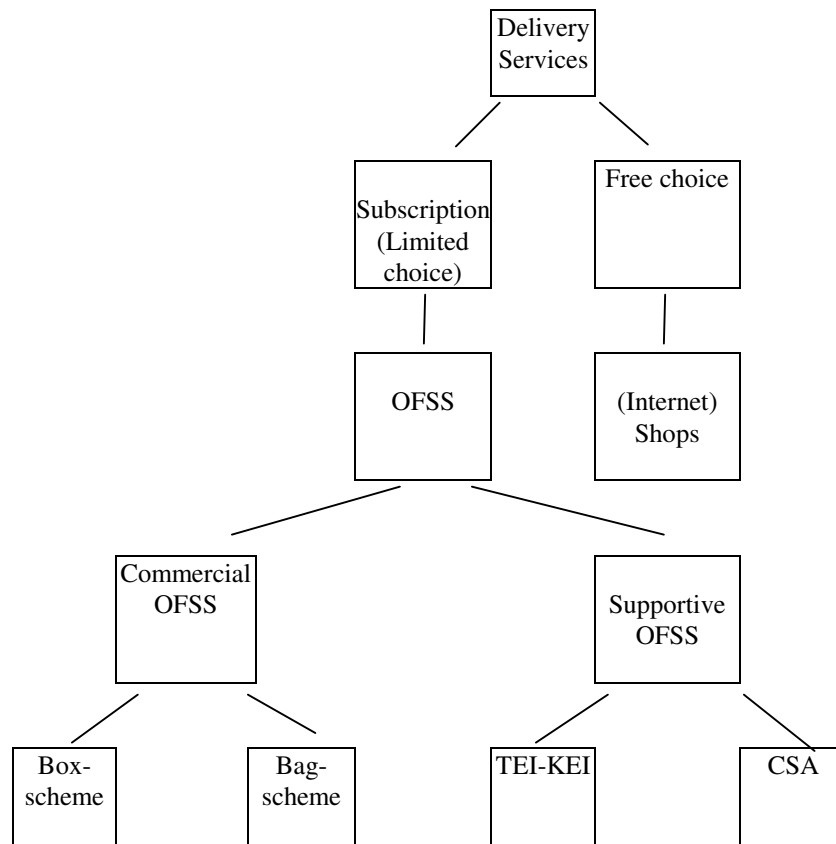 Delivery
Services
Subscription
(Limited
choice)
Free choice
OFSS
(Internet)
Shops
Commercial
OFSS
Supportive
OFSS
Box-
scheme
Bag-
scheme
TEI-KEI
CSA